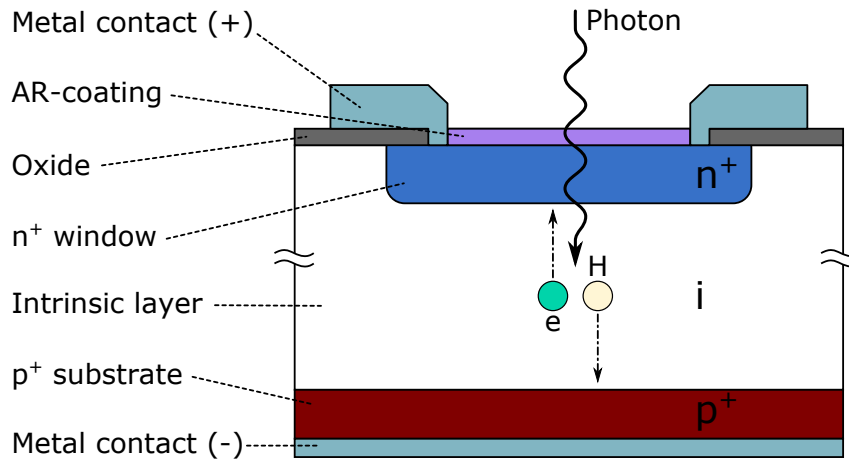 Metal contact (+)
Photon
AR-coating
Oxide
n⁺
n⁺ window
H
Intrinsic layer
i
e
p⁺ substrate
p⁺
Metal contact (-)